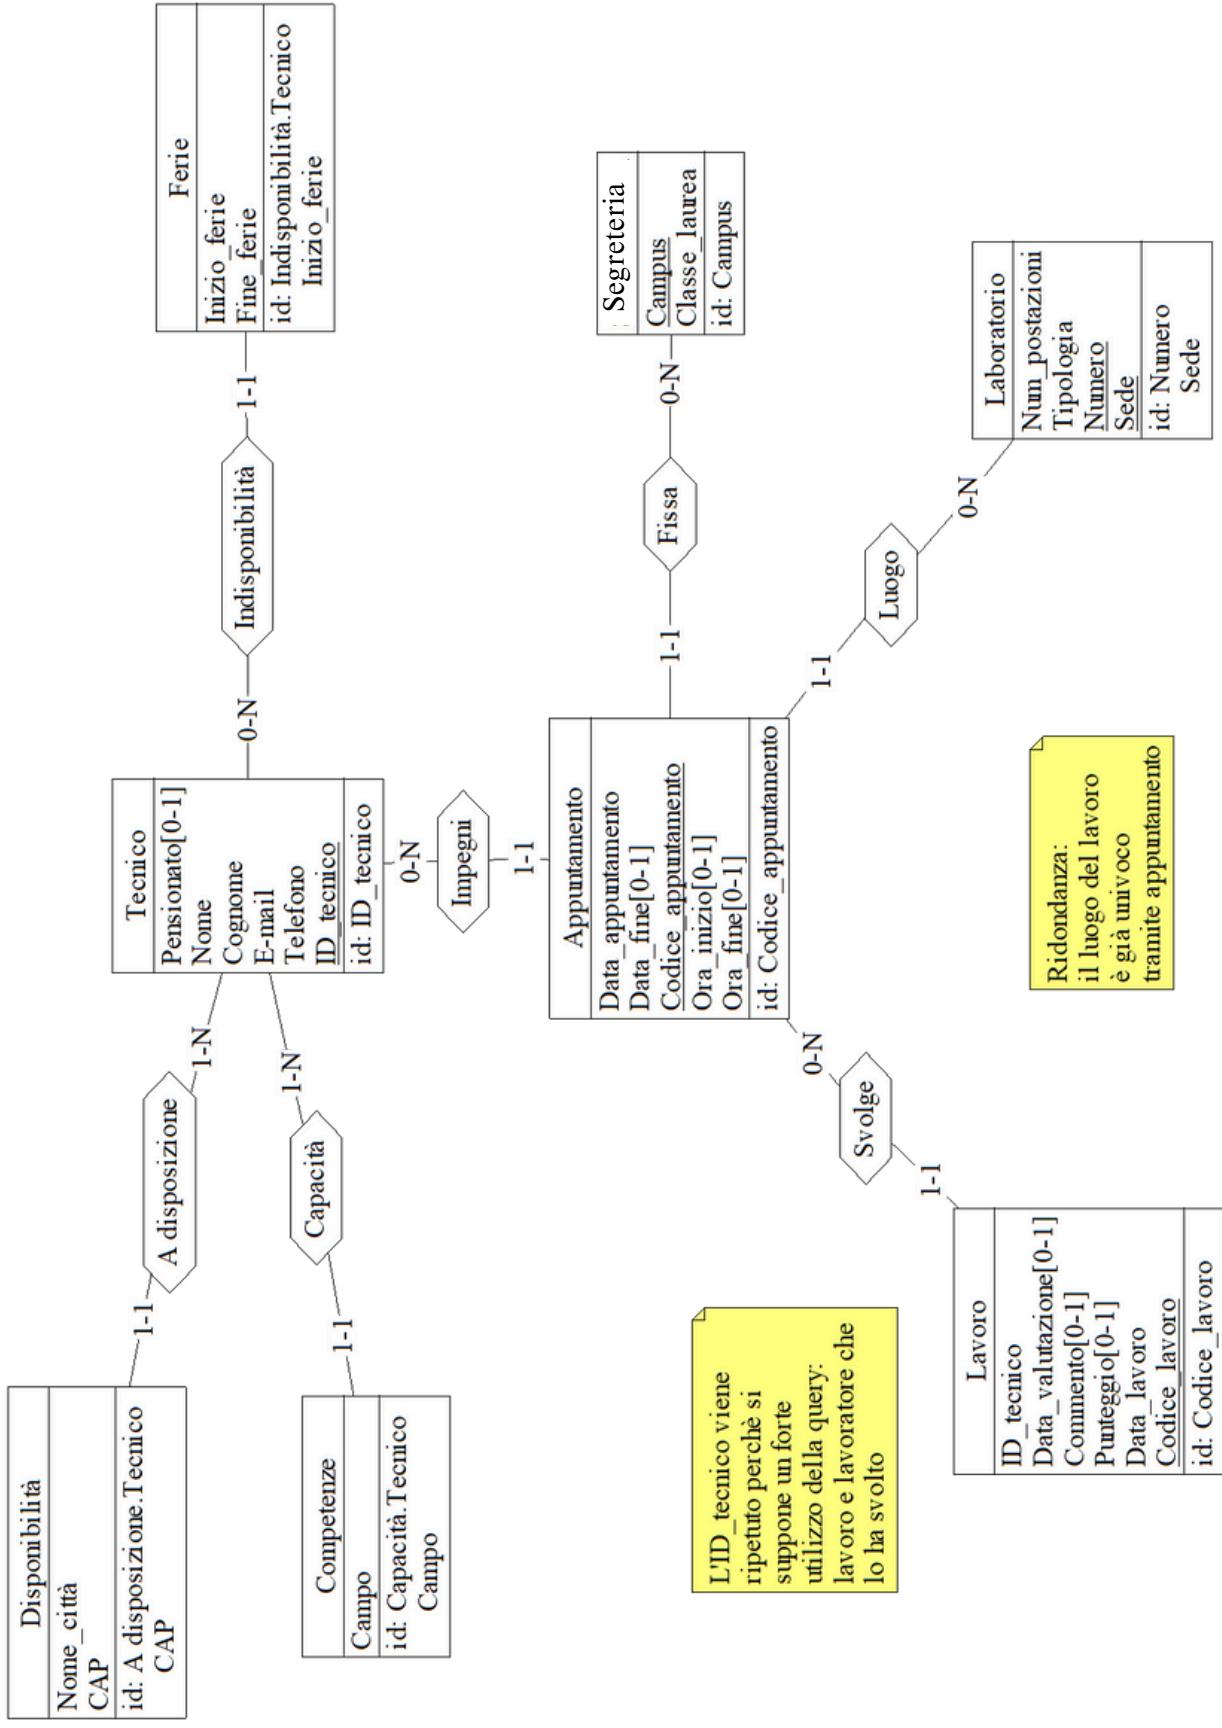 Disponibilità
Nome_città
CAP
id: A disposizione.Tecnico
CAP
1-1
A disposizione
1-N
Tecnico
Pensionato[0-1]
Nome
Cognome
E-mail
Telefono
ID_tecnico
id: ID_tecnico
0-N
Indisponibilità
1-1
Ferie
Inizio_ferie
Fine_ferie
id: Indisponibilità.Tecnico
Inizio_ferie
Competenze
Campo
id: Capacità.Tecnico
Campo
1-1
Capacità
1-N
0-N
Impegni
1-1
Appuntamento
Data_appuntamento
Data_fine[0-1]
Codice_appuntamento
Ora_inizio[0-1]
Ora_fine[0-1]
id: Codice_appuntamento
1-1
Fissa
0-N
Segreteria
Campus
Classe_laurea
id: Campus
L'ID_tecnico viene
ripetuto perchè si
suppone un forte
utilizzo della query:
lavoro e lavoratore che
lo ha svolto
0-N
Svolge
1-1
1-1
Luogo
0-N
Lavoro
ID_tecnico
Data_valutazione[0-1]
Commento[0-1]
Punteggio[0-1]
Data_lavoro
Codice_lavoro
id: Codice_lavoro
Ridondanza:
il luogo del lavoro
è già univoco
tramite appuntamento
Laboratorio
Num_postazioni
Tipologia
Numero
Sede
id: Numero
Sede